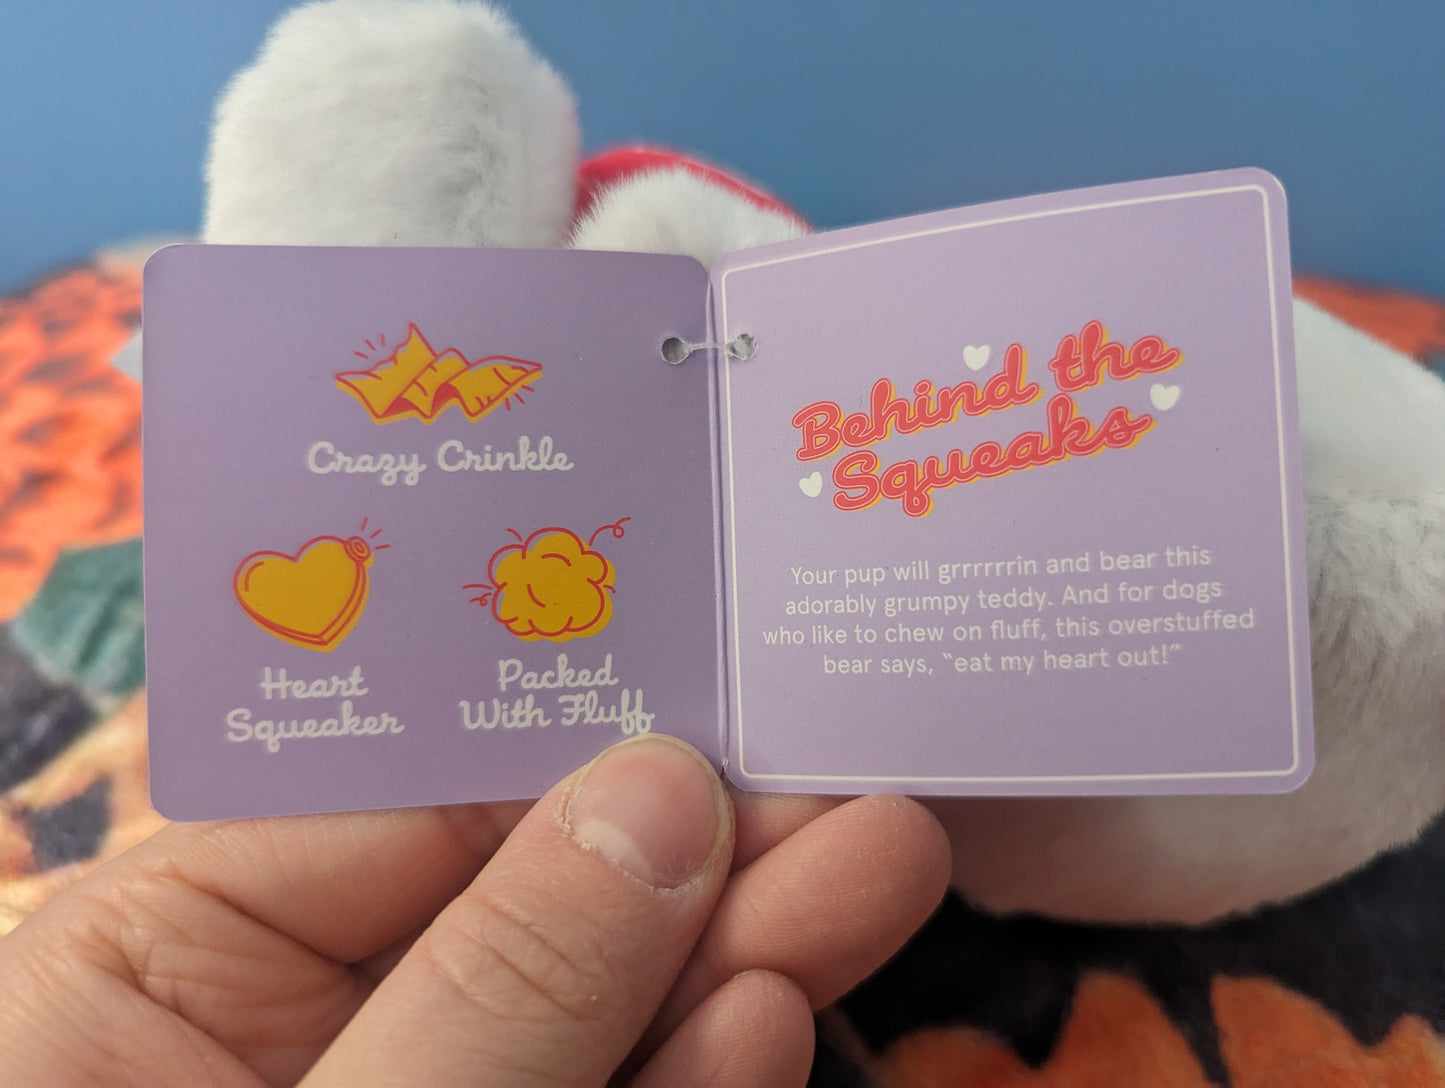 Crazy Crinkle
Heart
Squeaker
Packed
With Fluff
Behind the
Squeaks
Your pup will grrrrrrin and bear this
adorably grumpy teddy. And for dogs
who like to chew on fluff, this overstuffed
bear says, “eat my heart out!”